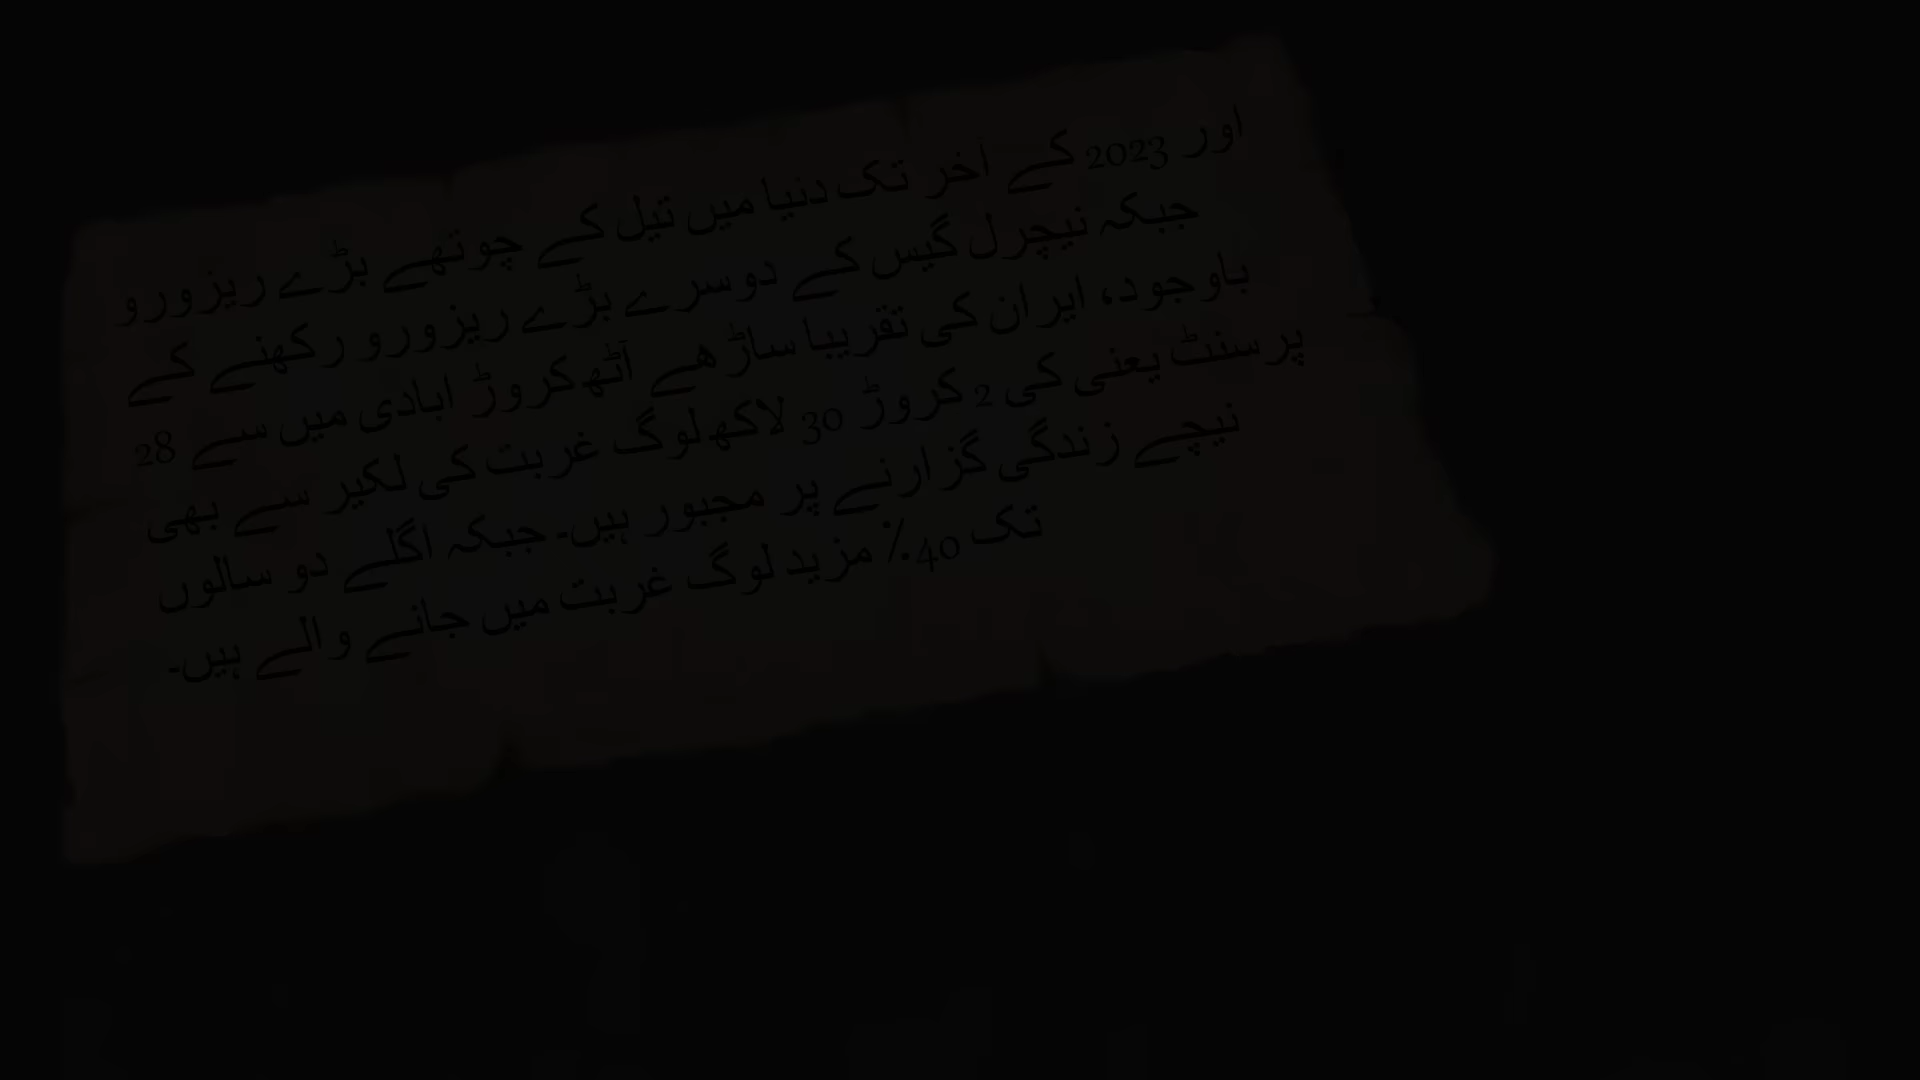 اور 2023 کے اخر تک دنیا میں تیل کے چوتھے بڑے ریزورو
جبکہ نیچرل گیس کے دوسرے بڑے ریزورو رکھنے کے
باوجود، ایران کی تقریبا ساڑھے آٹھ کروڑ ابادی میں سے 28
پرسنٹ یعنی کی 2 کروڑ 30 لاکھ لوگ غربت کی لکیر سے بھی
نیچے زندگی گزارنے پر مجبور ہیں۔ جبکہ اگلے دو سالوں
تک 40٪ مزید لوگ غربت میں جانے والے ہیں۔